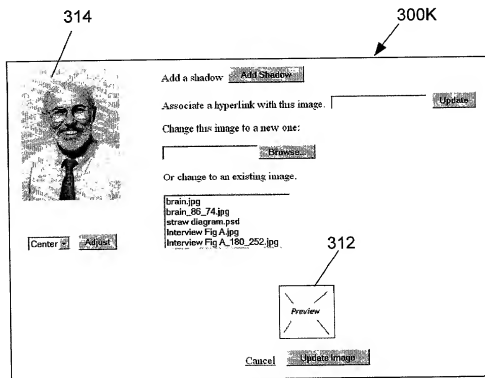 314
300K
Add a shadow Add Shadow
Associate a hyperlink with this image. Update
Change this image to a new one:
Browse...
Or change to an existing image.
brain.jpg
brain_86_74.jpg
straw diagram.psd
Interview Fig A.jpg
Interview Fig A_180_252.jpg
Center Adjust
312
Preview
Cancel Update Image